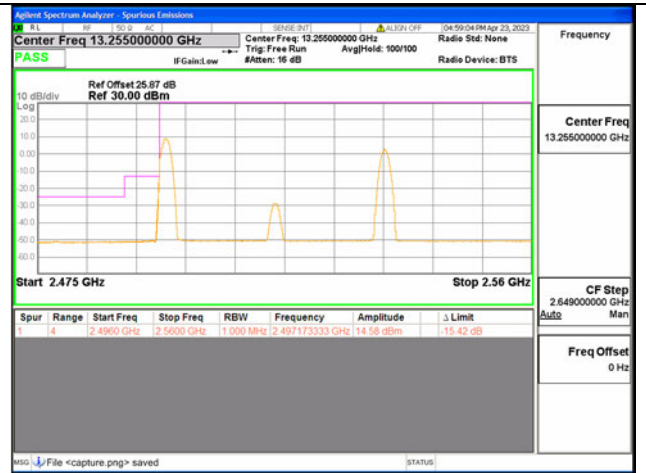 Agilent Spectrum Analyzer - Spurious Emissions
RL RF 50 Ω AC SENSE:INT ALIGN OFF 04:59:04 PM Apr 23, 2023
Center Freq 13.255000000 GHz
Center Freq: 13.255000000 GHz
Radio Std: None
Trig: Free Run Avg|Hold: 100/100
PASS
IFGain:Low
#Atten: 16 dB
Radio Device: BTS
Frequency
Ref Offset 25.87 dB
10 dB/div Ref 30.00 dBm
Log
20.0
10.0
0.00
-10.0
-20.0
-30.0
-40.0
-50.0
-60.0
Start 2.475 GHz
Stop 2.56 GHz
Center Freq
13.255000000 GHz
CF Step
2.649000000 GHz
Auto Man
Freq Offset
0 Hz
Spur Range Start Freq Stop Freq RBW Frequency Amplitude Δ Limit
1 4 2.4960 GHz 2.5600 GHz 1.000 MHz 2.497173333 GHz 14.58 dBm -15.42 dB
MSG File <capture.png> saved
STATUS